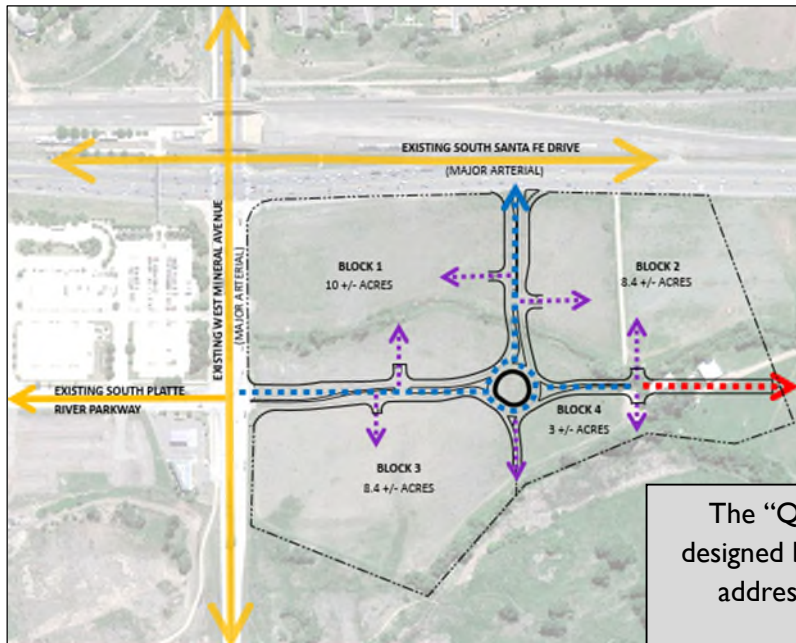 EXISTING SOUTH SANTA FE DRIVE
(MAJOR ARTERIAL)
EXISTING WEST MINERAL AVENUE
(MAJOR ARTERIAL)
BLOCK 1
10 +/- ACRES
BLOCK 2
8.4 +/- ACRES
EXISTING SOUTH PLATTE
RIVER PARKWAY
BLOCK 4
3 +/- ACRES
BLOCK 3
8.4 +/- ACRES
The “Q
designed
addres